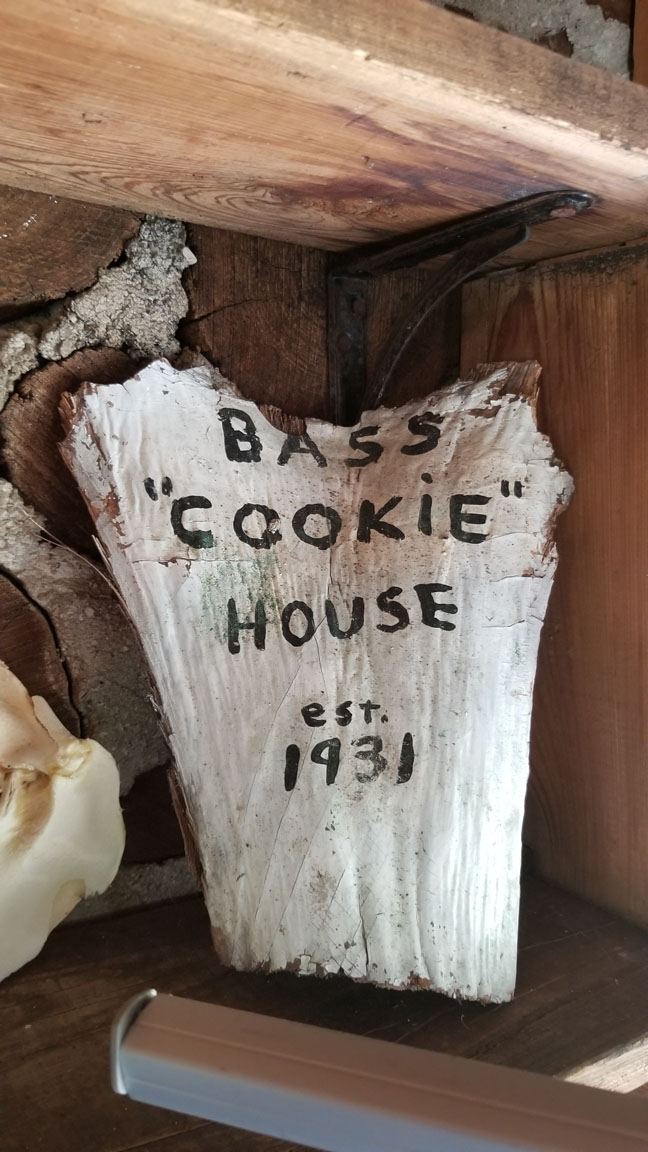 BASS
"COOKiE"
HOUSE
est.
1931